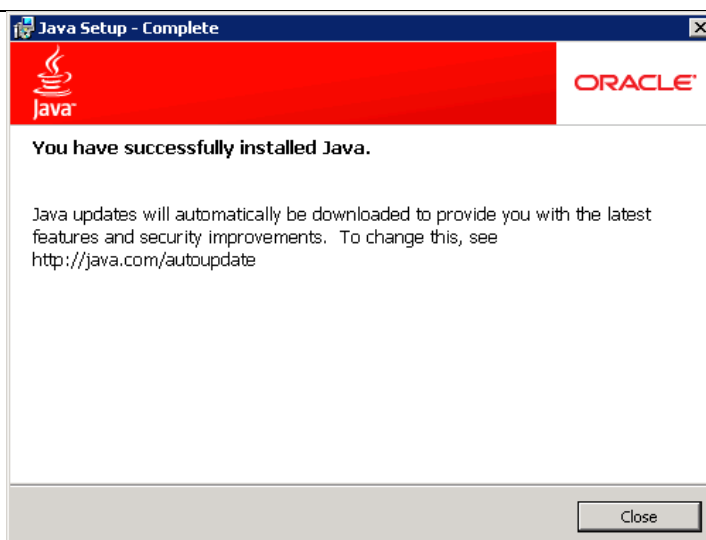 Java Setup - Complete
Java
ORACLE
You have successfully installed Java.
Java updates will automatically be downloaded to provide you with the latest
features and security improvements.  To change this, see
http://java.com/autoupdate
Close